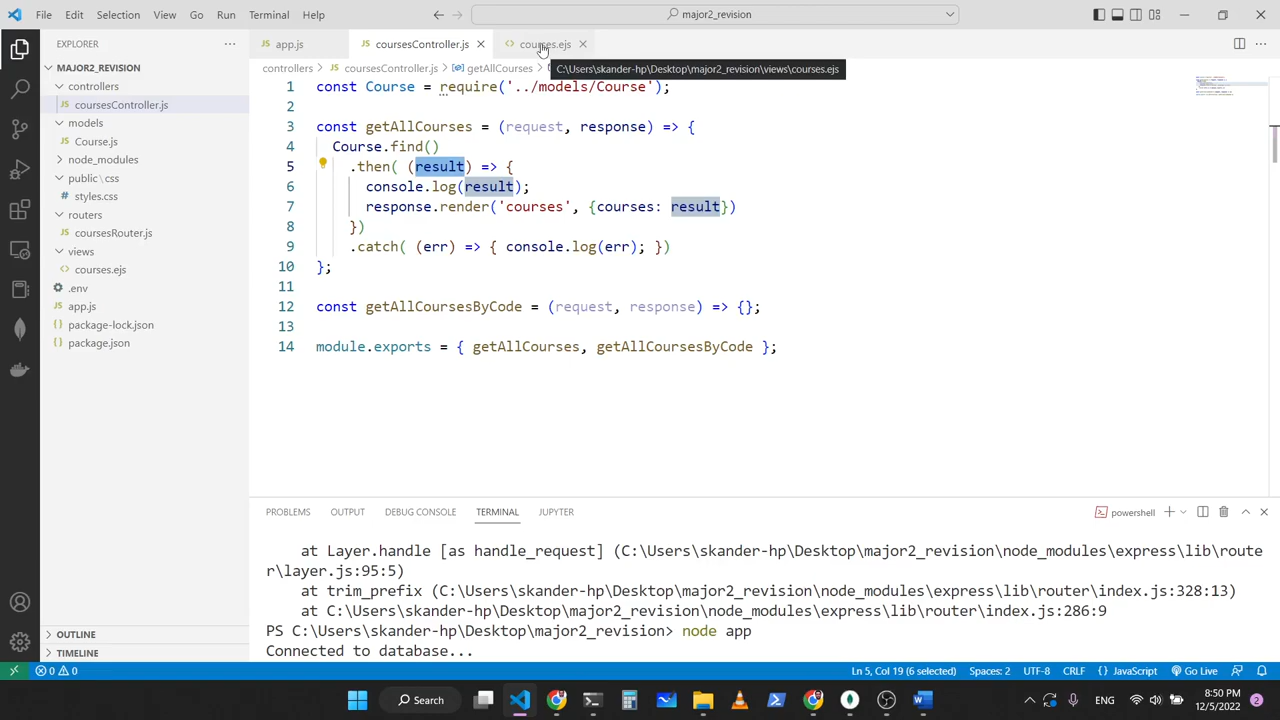 File Edit Selection View Go Run Terminal Help
major2_revision
EXPLORER
app.js
coursesController.js
courses.ejs
C:\Users\skander-hp\Desktop\major2_revision\views\courses.ejs
controllers > coursesController.js > getAllCourses >
MAJOR2_REVISION
controllers
coursesController.js
models
Course.js
node_modules
public\css
styles.css
routers
coursesRouter.js
views
courses.ejs
.env
app.js
package-lock.json
package.json
OUTLINE
TIMELINE
1 const Course = require('../models/Course');
2
3 const getAllCourses = (request, response) => {
4 Course.find()
5 .then( (result) => {
6 console.log(result);
7 response.render('courses', {courses: result})
8 })
9 .catch( (err) => { console.log(err); })
10 };
11
12 const getAllCoursesByCode = (request, response) => {};
13
14 module.exports = { getAllCourses, getAllCoursesByCode };
PROBLEMS OUTPUT DEBUG CONSOLE TERMINAL JUPYTER
powershell
at Layer.handle [as handle_request] (C:\Users\skander-hp\Desktop\major2_revision\node_modules\express\lib\route
r\layer.js:95:5)
at trim_prefix (C:\Users\skander-hp\Desktop\major2_revision\node_modules\express\lib\router\index.js:328:13)
at C:\Users\skander-hp\Desktop\major2_revision\node_modules\express\lib\router\index.js:286:9
PS C:\Users\skander-hp\Desktop\major2_revision> node app
Connected to database...
0 0 Ln 5, Col 19 (6 selected) Spaces: 2 UTF-8 CRLF {} JavaScript Go Live
Search
ENG
8:50 PM
12/5/2022
2